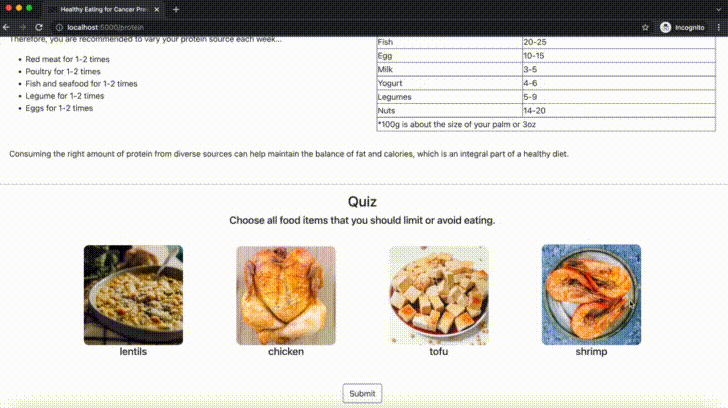 Healthy Eating for Cancer Pre
localhost:5000/protein
Incognito
Therefore, you are recommended to vary your protein source each week...
Red meat for 1-2 times
Poultry for 1-2 times
Fish and seafood for 1-2 times
Legume for 1-2 times
Eggs for 1-2 times
Fish 20-25
Egg 10-15
Milk 3-5
Yogurt 4-6
Legumes 5-9
Nuts 14-20
*100g is about the size of your palm or 3oz
Consuming the right amount of protein from diverse sources can help maintain the balance of fat and calories, which is an integral part of a healthy diet.
Quiz
Choose all food items that you should limit or avoid eating.
lentils
chicken
tofu
shrimp
Submit